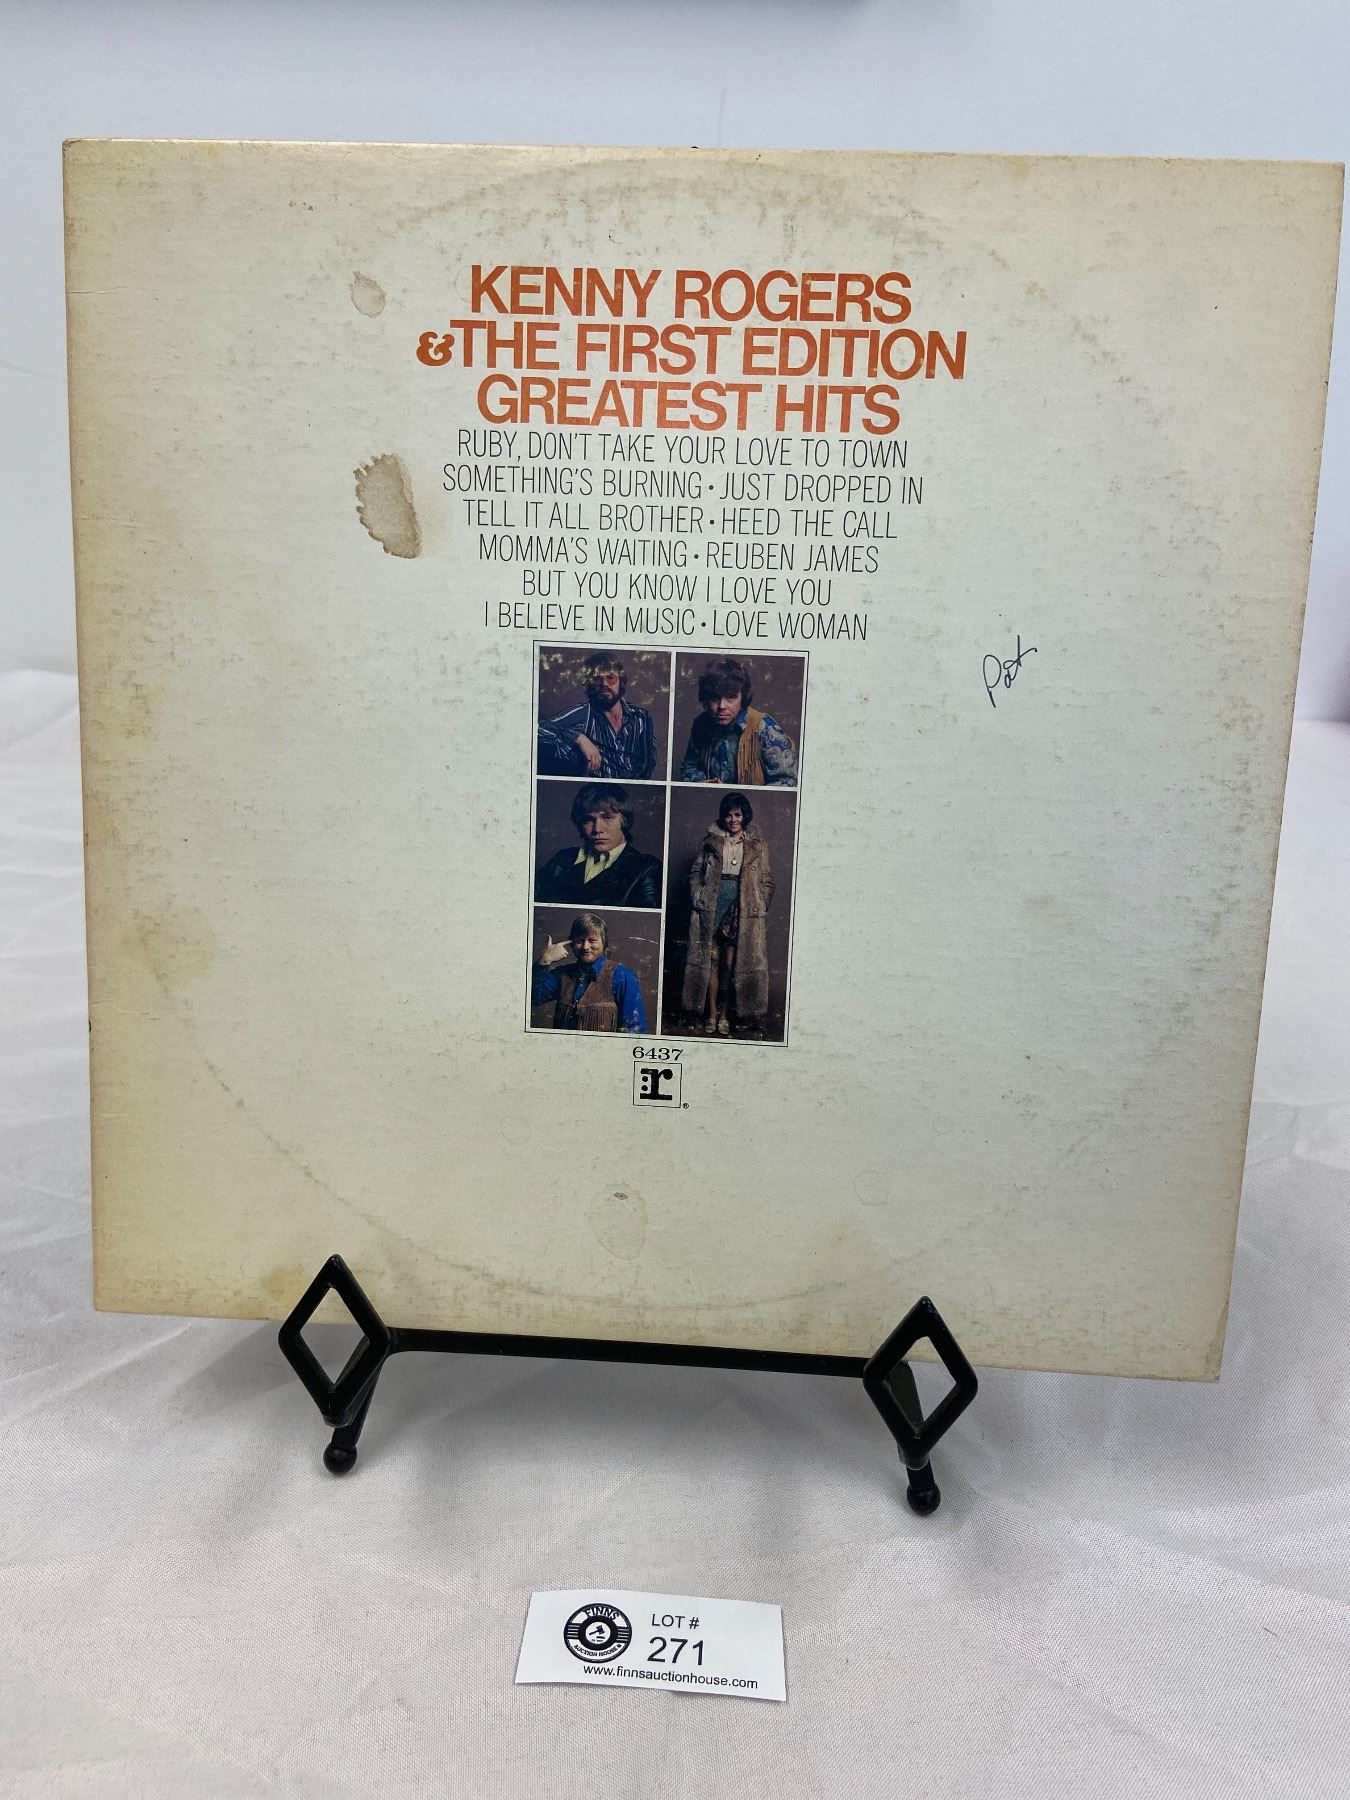 KENNY ROGERS
&THE FIRST EDITION
GREATEST HITS
RUBY, DON'T TAKE YOUR LOVE TO TOWN
SOMETHING'S BURNING • JUST DROPPED IN
TELL IT ALL BROTHER • HEED THE CALL
MOMMA'S WAITING • REUBEN JAMES
BUT YOU KNOW I LOVE YOU
I BELIEVE IN MUSIC • LOVE WOMAN
Pat
6437
:r
®
FINNS
AUCTION HOUSE
LOT #
271
www.finnsauctionhouse.com